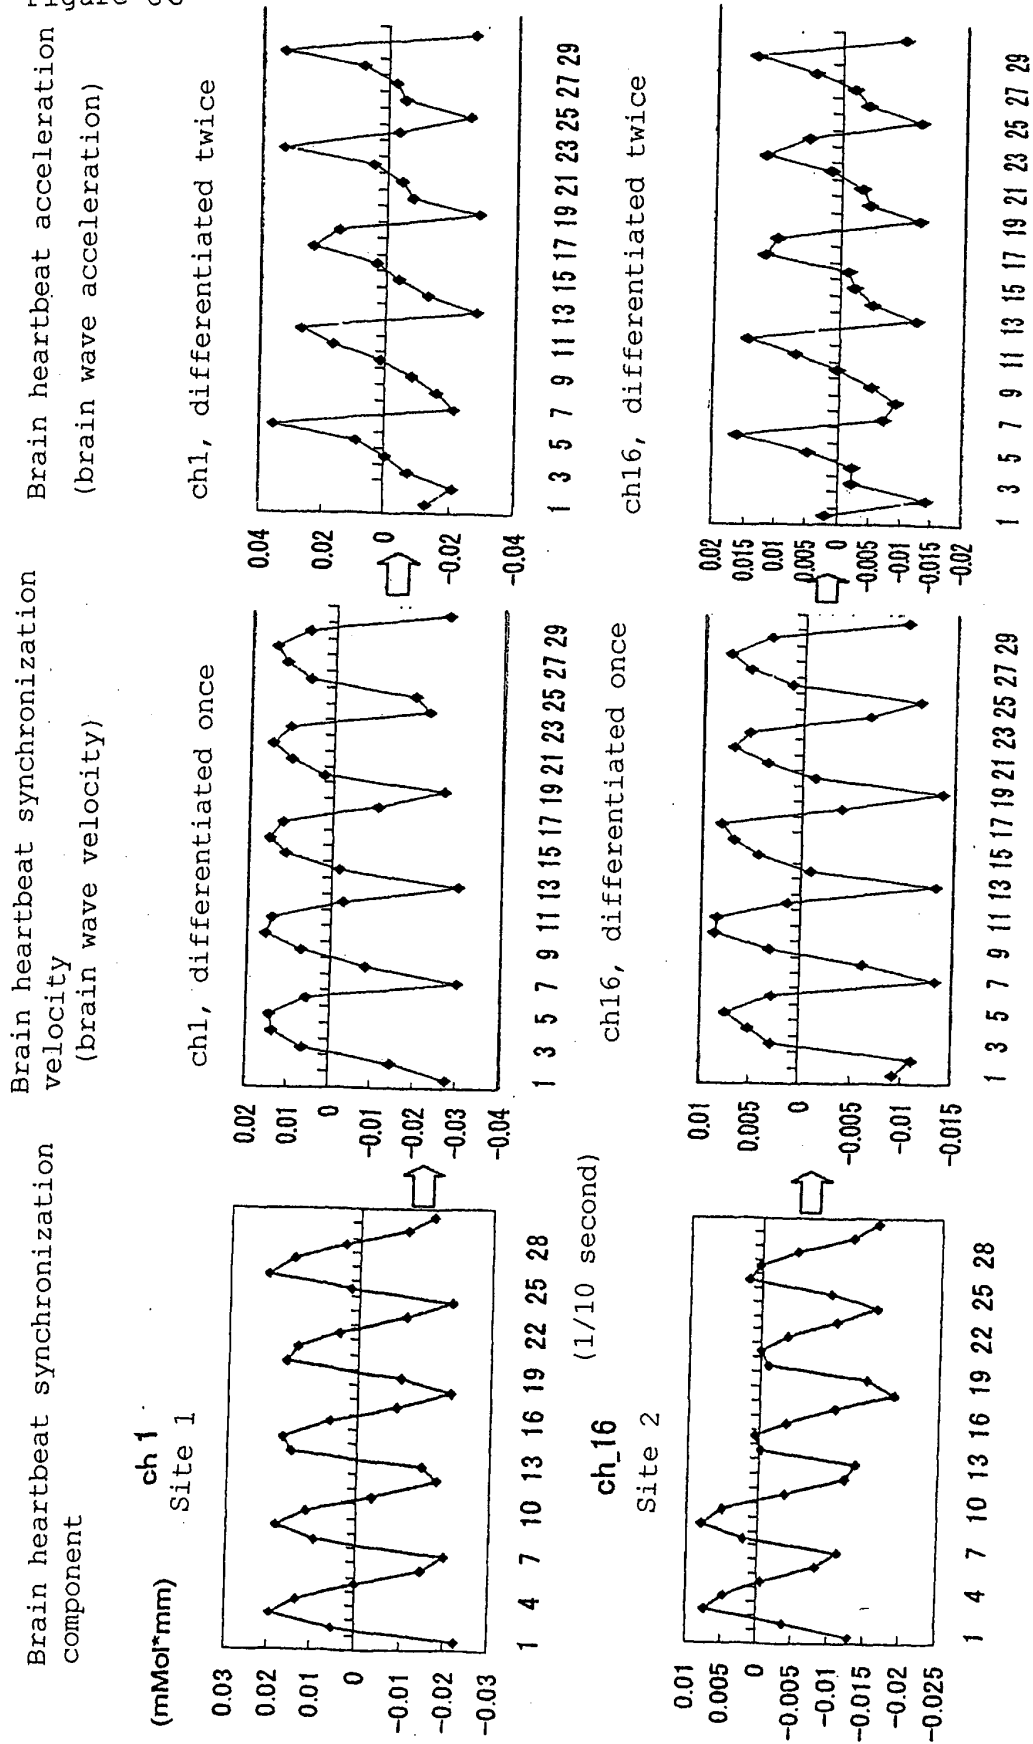 Figure
Brain heartbeat synchronization
component
(mMol*mm)
ch 1
Site 1
0.03
0.02
0.01
0
-0.01
-0.02
-0.03
1 4 7 10 13 16 19 22 25 28
(1/10 second)
ch_16
Site 2
0.01
0.005
0
-0.005
-0.01
-0.015
-0.02
-0.025
1 4 7 10 13 16 19 22 25 28
Brain heartbeat synchronization
velocity
(brain wave velocity)
ch1, differentiated once
0.02
0.01
0
-0.01
-0.02
-0.03
-0.04
1 3 5 7 9 11 13 15 17 19 21 23 25 27 29
ch16, differentiated once
0.01
0.005
0
-0.005
-0.01
-0.015
1 3 5 7 9 11 13 15 17 19 21 23 25 27 29
Brain heartbeat acceleration
(brain wave acceleration)
ch1, differentiated twice
0.04
0.02
0
-0.02
-0.04
1 3 5 7 9 11 13 15 17 19 21 23 25 27 29
ch16, differentiated twice
0.02
0.015
0.01
0.005
0
-0.005
-0.01
-0.015
-0.02
1 3 5 7 9 11 13 15 17 19 21 23 25 27 29